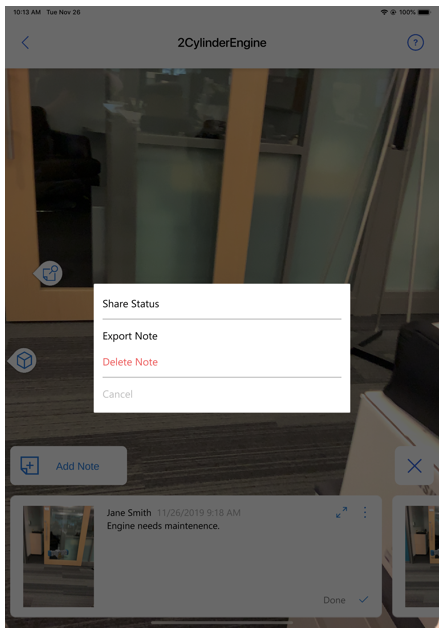 10:13 AM Tue Nov 26
100%
2CylinderEngine
?
Share Status
Export Note
Delete Note
Cancel
Add Note
Jane Smith 11/26/2019 9:18 AM
Engine needs maintenence.
Done